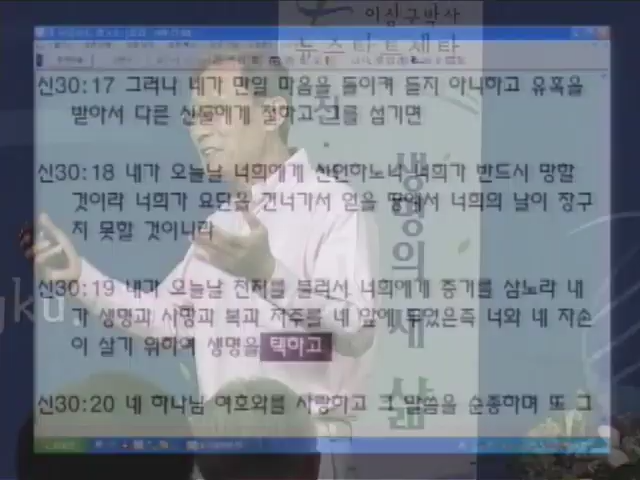 이상구박사
뉴스타트센타
신30:17 그러나 네가 만일 마음을 돌이켜 듣지 아니하고 유혹을
받아서 다른 신들에게 절하고 그를 섬기면
신30:18 내가 오늘날 너희에게 선언하노니 너희가 반드시 망할
것이라 너희가 요단을 건너가서 얻을 땅에서 너희의 날이 장구
지 못할 것이니라
신30:19 내가 오늘날 천지를 불러서 너희에게 증거를 삼노라 내
가 생명과 사망과 복과 저주를 네 앞에 두었은즉 너와 네 자손
이 살기 위하여 생명을 택하고
신30:20 네 하나님 여호와를 사랑하고 그 말씀을 순종하며 또 그
생명의 새 삶
gku.